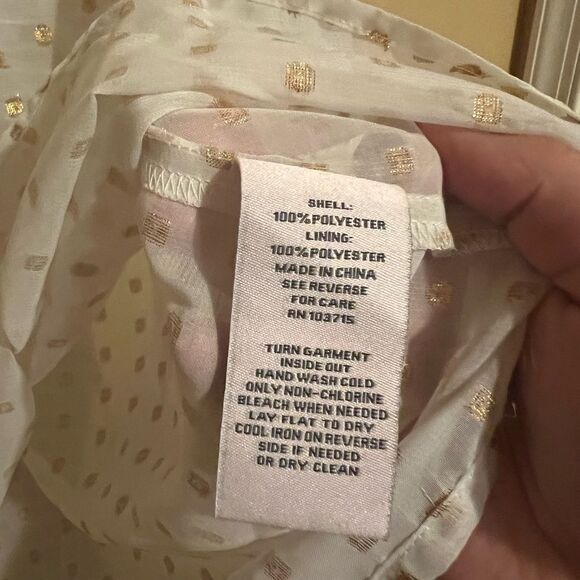 SHELL:
100% POLYESTER
LINING:
100% POLYESTER
MADE IN CHINA
SEE REVERSE
FOR CARE
RN 103715
TURN GARMENT
INSIDE OUT
HAND WASH COLD
ONLY NON-CHLORINE
BLEACH WHEN NEEDED
LAY FLAT TO DRY
COOL IRON ON REVERSE
SIDE IF NEEDED
OR DRY CLEAN